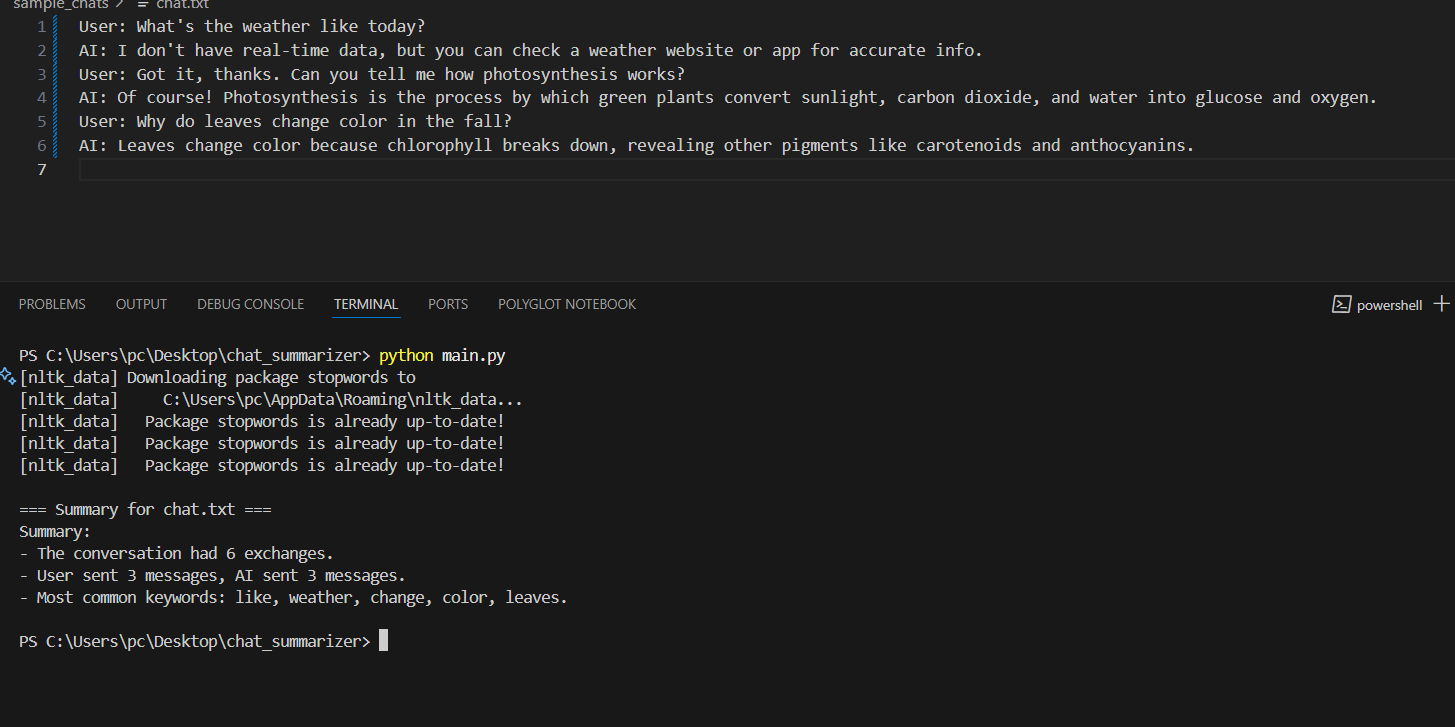 sample_chats > chat.txt
1 User: What's the weather like today?
2 AI: I don't have real-time data, but you can check a weather website or app for accurate info.
3 User: Got it, thanks. Can you tell me how photosynthesis works?
4 AI: Of course! Photosynthesis is the process by which green plants convert sunlight, carbon dioxide, and water into glucose and oxygen.
5 User: Why do leaves change color in the fall?
6 AI: Leaves change color because chlorophyll breaks down, revealing other pigments like carotenoids and anthocyanins.
7
PROBLEMS OUTPUT DEBUG CONSOLE TERMINAL PORTS POLYGLOT NOTEBOOK powershell
PS C:\Users\pc\Desktop\chat_summarizer> python main.py
[nltk_data] Downloading package stopwords to
[nltk_data]     C:\Users\pc\AppData\Roaming\nltk_data...
[nltk_data]   Package stopwords is already up-to-date!
[nltk_data]   Package stopwords is already up-to-date!
[nltk_data]   Package stopwords is already up-to-date!
=== Summary for chat.txt ===
Summary:
- The conversation had 6 exchanges.
- User sent 3 messages, AI sent 3 messages.
- Most common keywords: like, weather, change, color, leaves.
PS C:\Users\pc\Desktop\chat_summarizer>